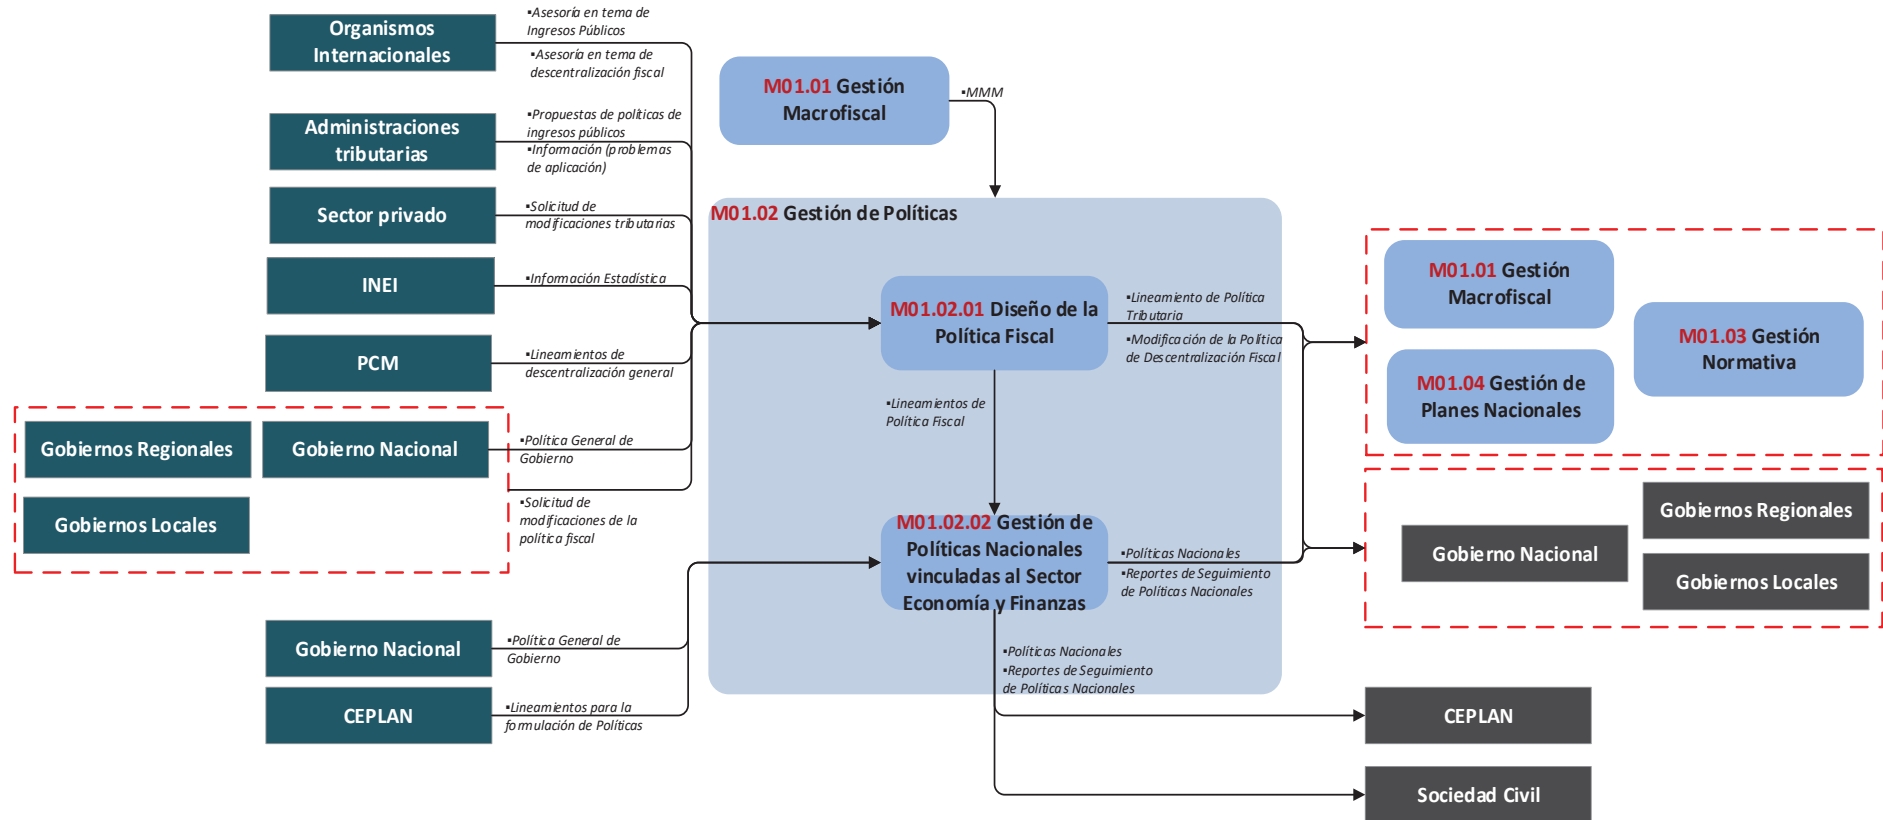 Organismos
Internacionales
▪Asesoría en tema de
Ingresos Públicos
▪Asesoría en tema de
descentralización fiscal
Administraciones
tributarias
▪Propuestas de políticas de
ingresos públicos
▪Información (problemas
de aplicación)
Sector privado
▪Solicitud de
modificaciones tributarias
INEI
▪Información Estadística
PCM
▪Lineamientos de
descentralización general
Gobiernos Regionales
Gobierno Nacional
Gobiernos Locales
▪Política General de
Gobierno
▪Solicitud de
modificaciones de la
política fiscal
Gobierno Nacional
▪Política General de
Gobierno
CEPLAN
▪Lineamientos para la
formulación de Políticas
M01.01 Gestión
Macrofiscal
▪MMM
M01.02 Gestión de Políticas
M01.02.01 Diseño de la
Política Fiscal
▪Lineamiento de Política
Tributaria
▪Modificación de la Política
de Descentralización Fiscal
▪Lineamientos de
Política Fiscal
M01.02.02 Gestión de
Políticas Nacionales
vinculadas al Sector
Economía y Finanzas
▪Políticas Nacionales
▪Reportes de Seguimiento
de Políticas Nacionales
▪Políticas Nacionales
▪Reportes de Seguimiento
de Políticas Nacionales
M01.01 Gestión
Macrofiscal
M01.03 Gestión
Normativa
M01.04 Gestión de
Planes Nacionales
Gobiernos Regionales
Gobierno Nacional
Gobiernos Locales
CEPLAN
Sociedad Civil